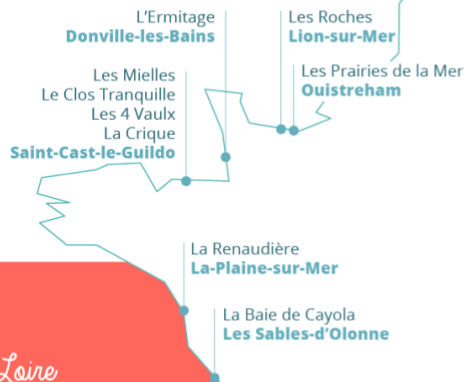 L'Ermitage
Donville-les-Bains
Les Roches
Lion-sur-Mer
Les Mielles
Le Clos Tranquille
Les 4 Vaulx
La Crique
Saint-Cast-le-Guildo
Les Prairies de la Mer
Ouistreham
La Renaudière
La-Plaine-sur-Mer
La Baie de Cayola
Les Sables-d'Olonne
Loire